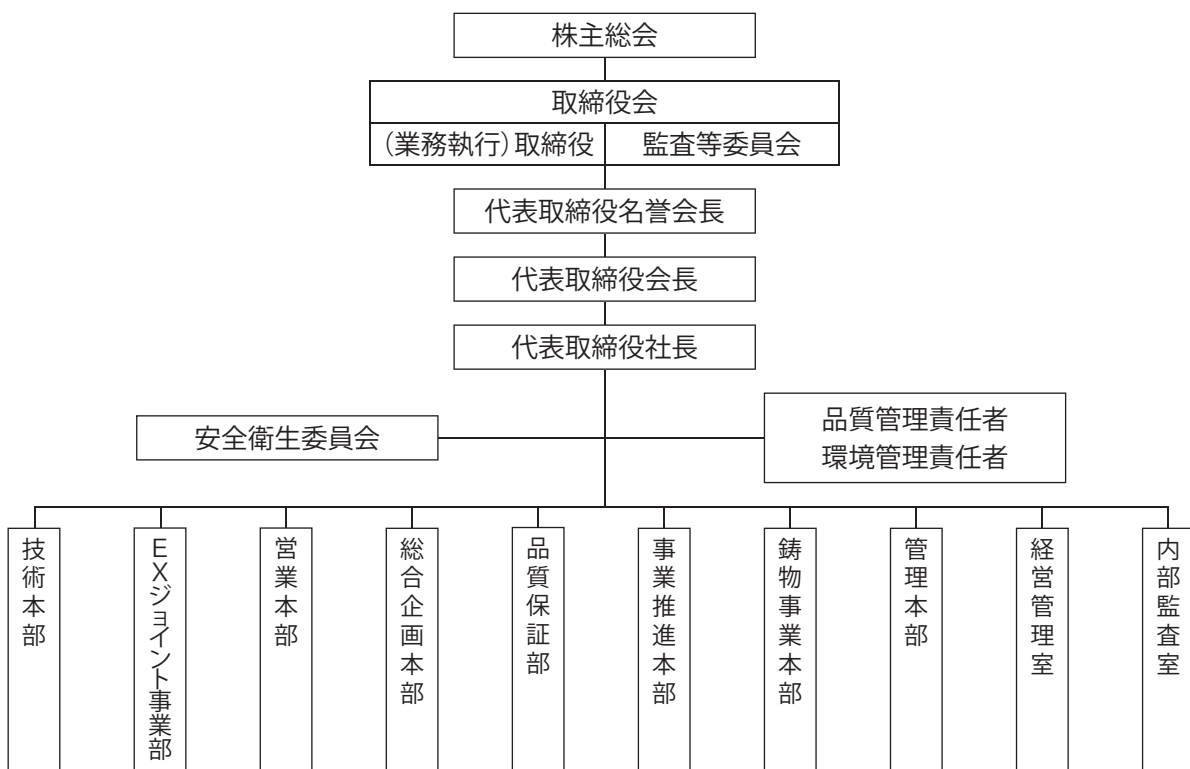 株主総会
取締役会
(業務執行)取締役
監査等委員会
代表取締役名誉会長
代表取締役会長
代表取締役社長
安全衛生委員会
品質管理責任者
環境管理責任者
技術本部
EXジョイント事業部
営業本部
総合企画本部
品質保証部
事業推進本部
鋳物事業本部
管理本部
経営管理室
内部監査室